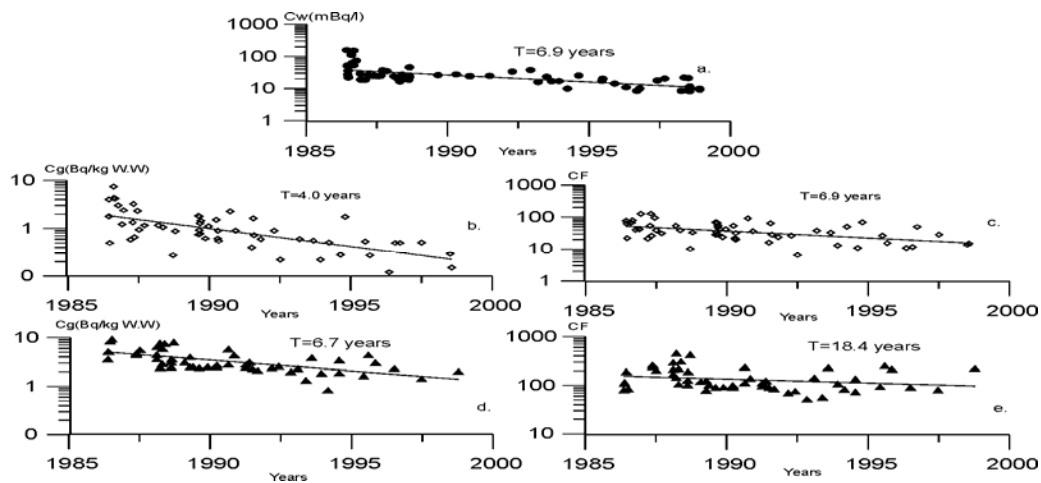 Cw(mBq/l)
1000
100
10
1
T=6.9 years
a.
1985
1990
1995
2000
Years
Cg(Bq/kg W.W)
10
1
0
T=4.0 years
b.
1985
1990
1995
2000
Years
CF
1000
100
10
1
T=6.9 years
c.
1985
1990
1995
2000
Years
Cg(Bq/kg W.W)
10
1
0
T=6.7 years
d.
1985
1990
1995
2000
Years
CF
1000
100
10
T=18.4 years
e.
1985
1990
1995
2000
Years